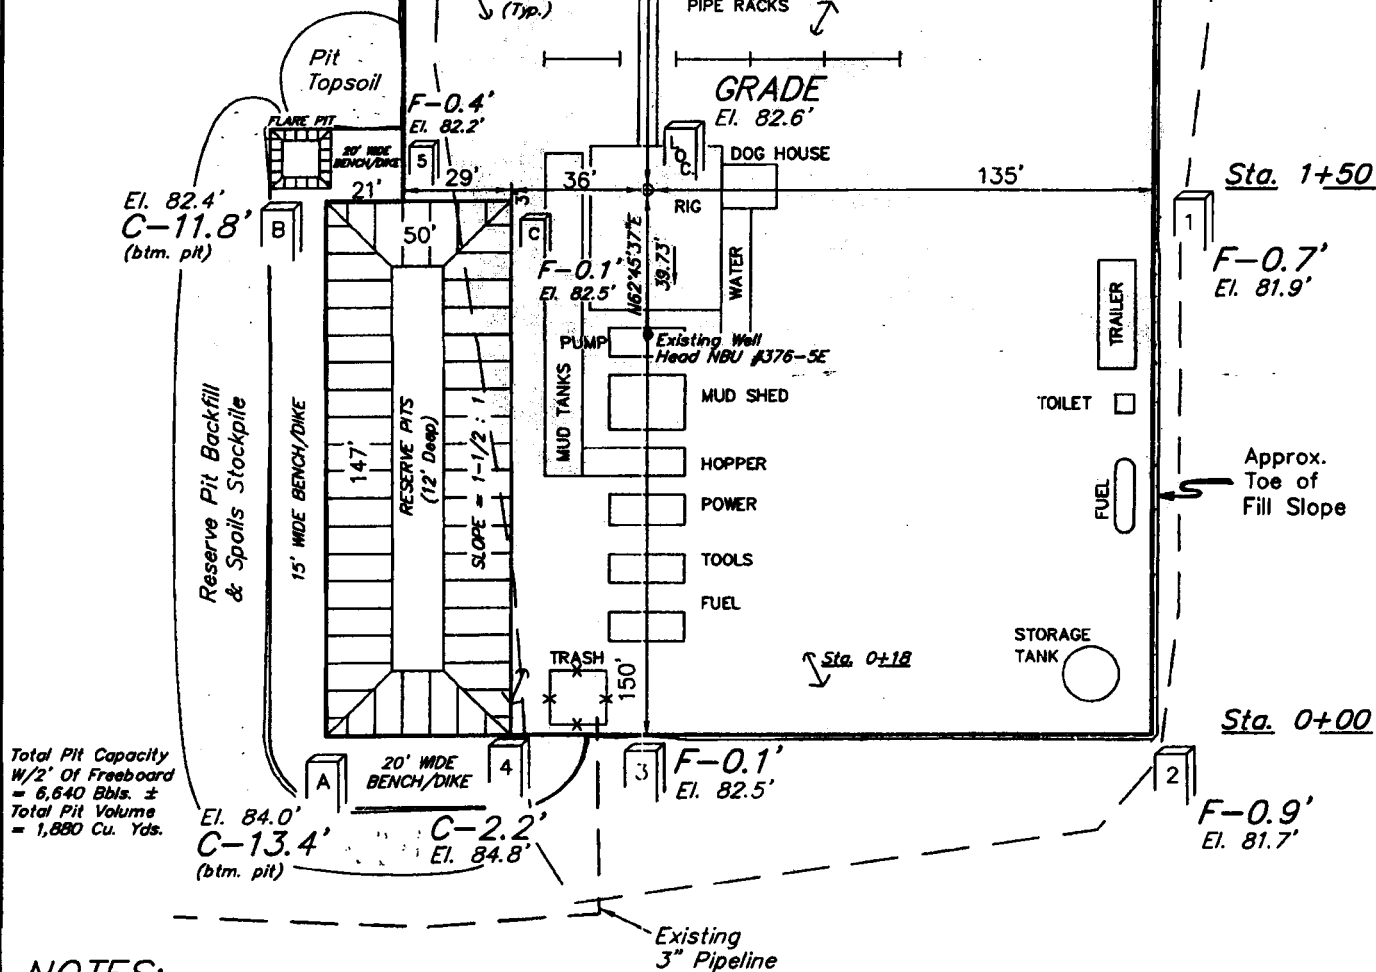 (Typ.)
PIPE RACKS
Pit
Topsoil
GRADE
El. 82.6'
F-0.4'
El. 82.2'
FLARE PIT
20' WIDE
BENCH/DIKE
5
L
O
C.
DOG HOUSE
Sta. 1+50
21'
29'
3'
36'
135'
El. 82.4'
C-11.8'
(btm. pit)
B
50'
C
RIG
1
F-0.1'
El. 82.5'
N62°45'37"E
39.73'
WATER
F-0.7'
El. 81.9'
TRAILER
PUMP
Existing Well
Head NBU #376-5E
MUD TANKS
MUD SHED
TOILET
Reserve Pit Backfill
& Spoils Stockpile
15' WIDE BENCH/DIKE
147'
RESERVE PITS
(12' Deep)
SLOPE = 1-1/2 : 1
HOPPER
POWER
FUEL
Approx.
Toe of
Fill Slope
TOOLS
FUEL
TRASH
150'
Sta. 0+18
STORAGE
TANK
Sta. 0+00
Total Pit Capacity
W/2' Of Freeboard
= 6,640 Bbls. ±
Total Pit Volume
= 1,880 Cu. Yds.
A
20' WIDE
BENCH/DIKE
4
3
F-0.1'
El. 82.5'
2
F-0.9'
El. 81.7'
El. 84.0'
C-13.4'
(btm. pit)
C-2.2'
El. 84.8'
Existing
3" Pipeline
NOTES: